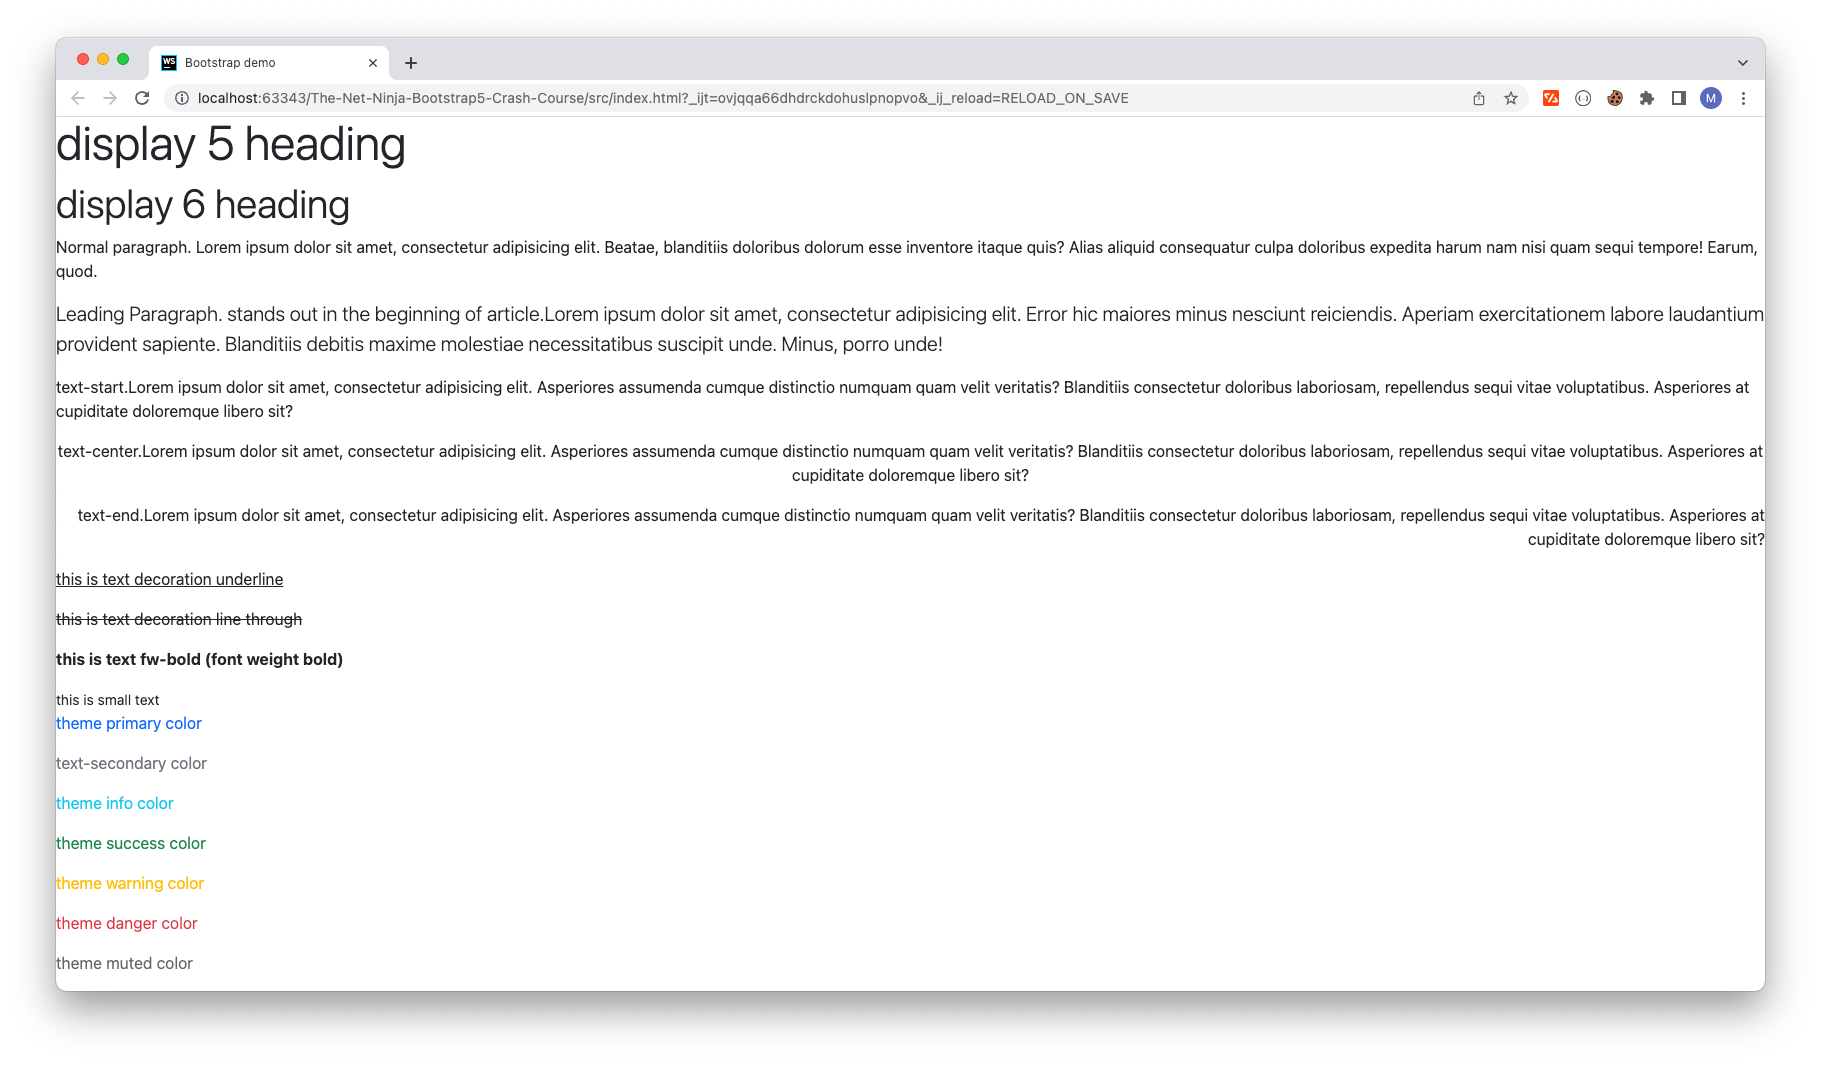 WS
Bootstrap demo
localhost:63343/The-Net-Ninja-Bootstrap5-Crash-Course/src/index.html?_ijt=ovjqqa66dhdrckdohuslpnopvo&_ij_reload=RELOAD_ON_SAVE
M
display 5 heading
display 6 heading
Normal paragraph. Lorem ipsum dolor sit amet, consectetur adipisicing elit. Beatae, blanditiis doloribus dolorum esse inventore itaque quis? Alias aliquid consequatur culpa doloribus expedita harum nam nisi quam sequi tempore! Earum,
quod.
Leading Paragraph. stands out in the beginning of article.Lorem ipsum dolor sit amet, consectetur adipisicing elit. Error hic maiores minus nesciunt reiciendis. Aperiam exercitationem labore laudantium
provident sapiente. Blanditiis debitis maxime molestiae necessitatibus suscipit unde. Minus, porro unde!
text-start.Lorem ipsum dolor sit amet, consectetur adipisicing elit. Asperiores assumenda cumque distinctio numquam quam velit veritatis? Blanditiis consectetur doloribus laboriosam, repellendus sequi vitae voluptatibus. Asperiores at
cupiditate doloremque libero sit?
text-center.Lorem ipsum dolor sit amet, consectetur adipisicing elit. Asperiores assumenda cumque distinctio numquam quam velit veritatis? Blanditiis consectetur doloribus laboriosam, repellendus sequi vitae voluptatibus. Asperiores at
cupiditate doloremque libero sit?
text-end.Lorem ipsum dolor sit amet, consectetur adipisicing elit. Asperiores assumenda cumque distinctio numquam quam velit veritatis? Blanditiis consectetur doloribus laboriosam, repellendus sequi vitae voluptatibus. Asperiores at
cupiditate doloremque libero sit?
this is text decoration underline
this is text decoration line through
this is text fw-bold (font weight bold)
this is small text
theme primary color
text-secondary color
theme info color
theme success color
theme warning color
theme danger color
theme muted color